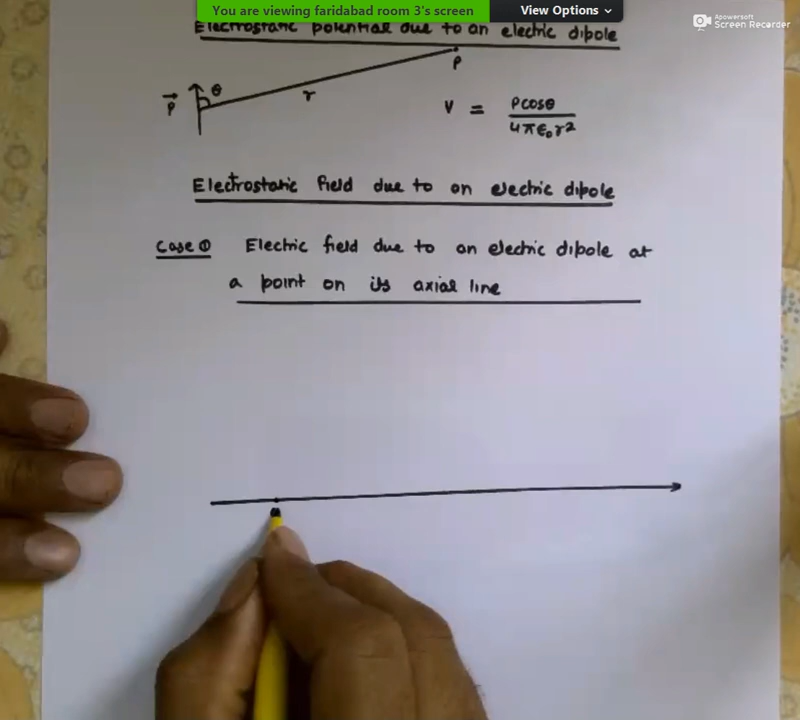 You are viewing faridabad room 3's screen
View Options
Apowersoft
Screen Recorder
Electrostatic potential due to an electric dipole
P
θ
r
p⃗
V = Pcosθ / 4πϵ₀r²
Electrostatic field due to an electric dipole
Case ① Electric field due to an electric dipole at
a point on its axial line